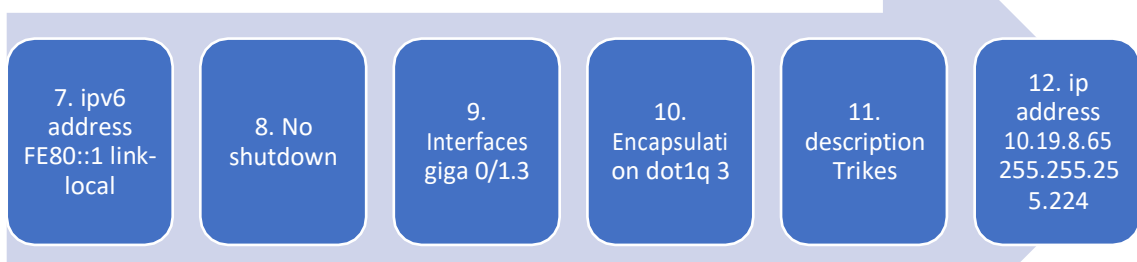 7. ipv6
address
FE80::1 link-
local
8. No
shutdown
9.
Interfaces
giga 0/1.3
10.
Encapsulati
on dot1q 3
11.
description
Trikes
12. ip
address
10.19.8.65
255.255.25
5.224